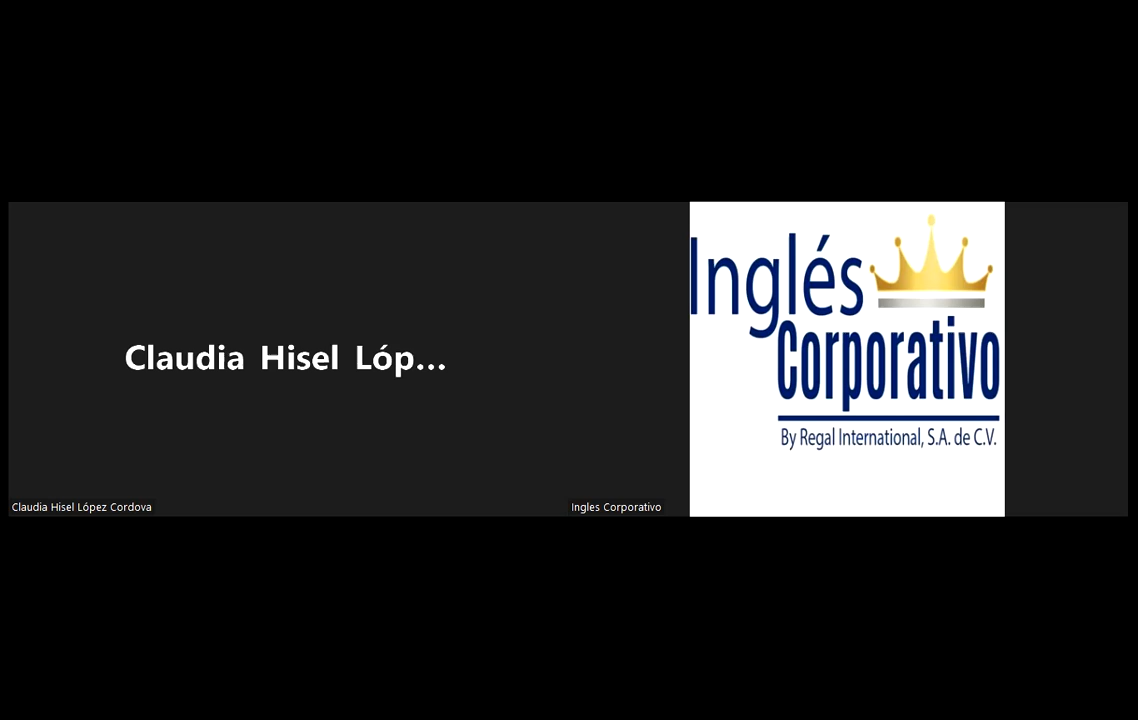 Claudia Hisel Lóp...
Claudia Hisel López Cordova
Inglés
Corporativo
By Regal International, S.A. de C.V.
Ingles Corporativo